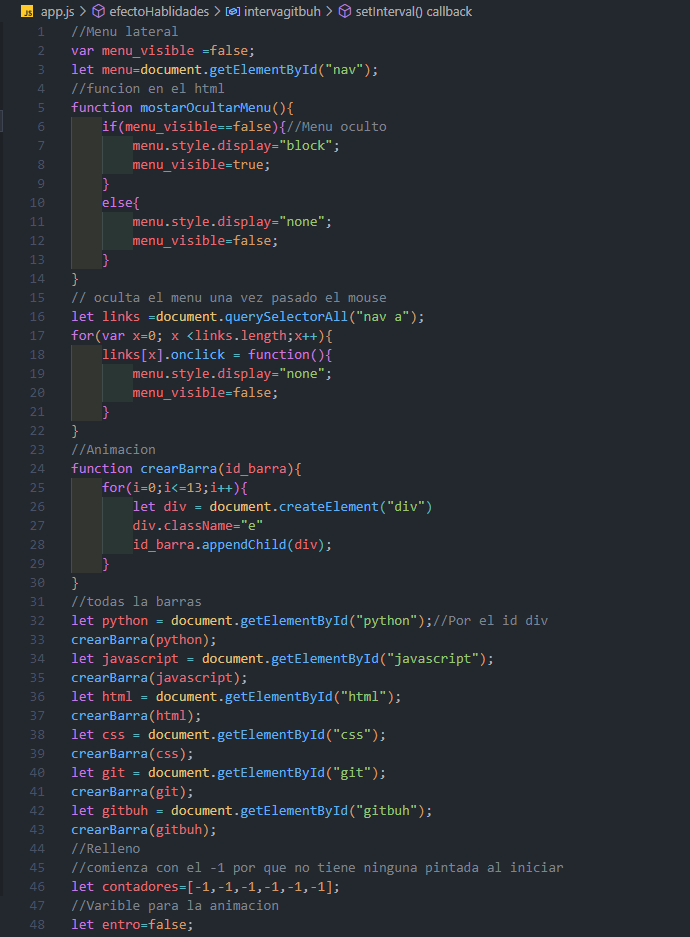 JS app.js > efectoHablidades > intervagitbuh > setInterval() callback
1 //Menu lateral
2 var menu_visible =false;
3 let menu=document.getElementById("nav");
4 //funcion en el html
5 function mostarOcultarMenu(){
6 if(menu_visible==false){//Menu oculto
7 menu.style.display="block";
8 menu_visible=true;
9 }
10 else{
11 menu.style.display="none";
12 menu_visible=false;
13 }
14 }
15 // oculta el menu una vez pasado el mouse
16 let links =document.querySelectorAll("nav a");
17 for(var x=0; x <links.length;x++){
18 links[x].onclick = function(){
19 menu.style.display="none";
20 menu_visible=false;
21 }
22 }
23 //Animacion
24 function crearBarra(id_barra){
25 for(i=0;i<=13;i++){
26 let div = document.createElement("div")
27 div.className="e"
28 id_barra.appendChild(div);
29 }
30 }
31 //todas la barras
32 let python = document.getElementById("python");//Por el id div
33 crearBarra(python);
34 let javascript = document.getElementById("javascript");
35 crearBarra(javascript);
36 let html = document.getElementById("html");
37 crearBarra(html);
38 let css = document.getElementById("css");
39 crearBarra(css);
40 let git = document.getElementById("git");
41 crearBarra(git);
42 let gitbuh = document.getElementById("gitbuh");
43 crearBarra(gitbuh);
44 //Relleno
45 //comienza con el -1 por que no tiene ninguna pintada al iniciar
46 let contadores=[-1,-1,-1,-1,-1,-1];
47 //Varible para la animacion
48 let entro=false;